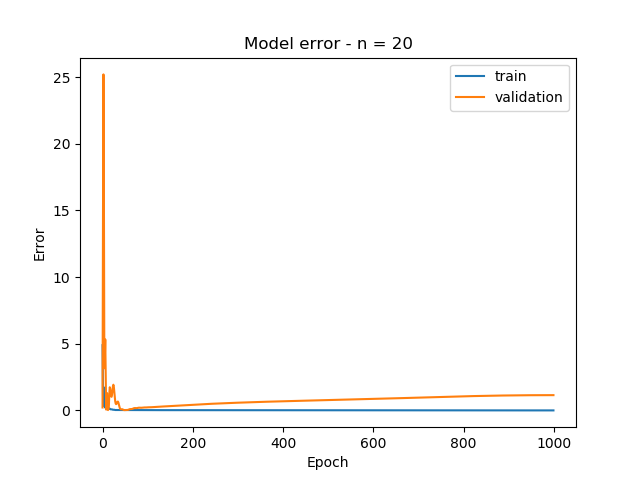 Model error - n = 20
train
validation
Error
25
20
15
10
5
0
0 200 400 600 800 1000
Epoch